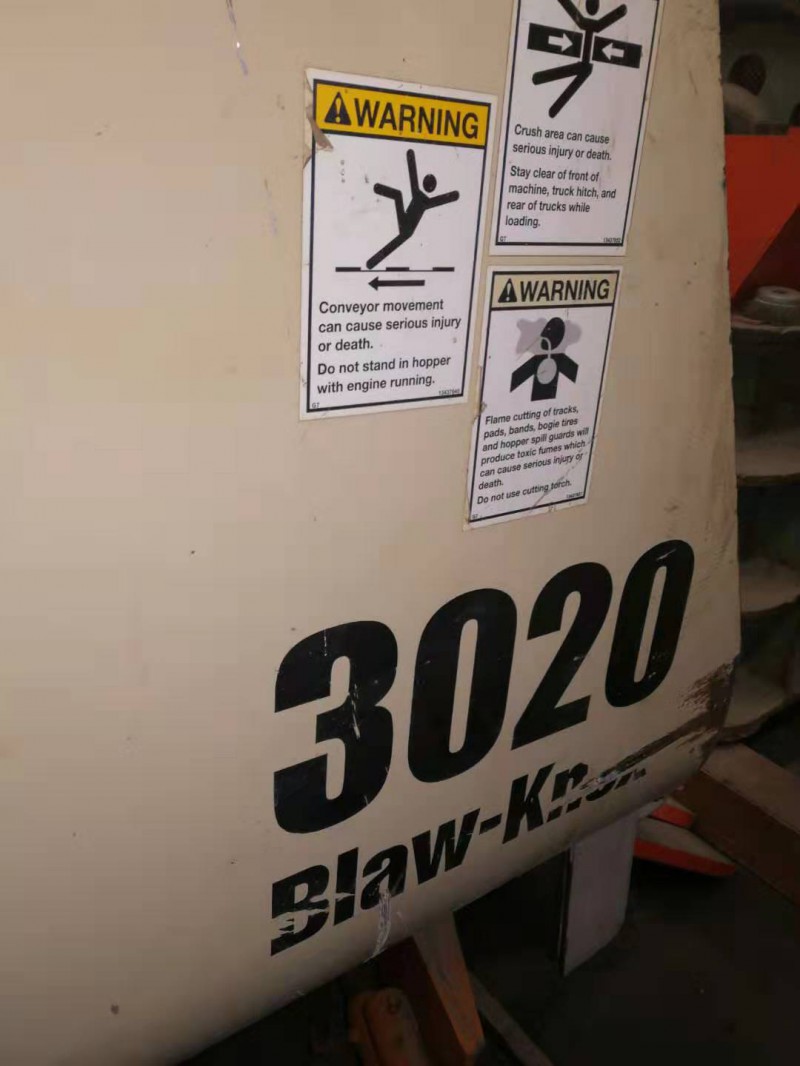 Crush area can cause
serious injury or death.
Stay clear of front of
machine, truck hitch, and
rear of trucks while
loading.
WARNING
Conveyor movement
can cause serious injury
or death.
Do not stand in hopper
with engine running.
WARNING
Flame cutting of tracks,
pads, bands, bogie tires
and hopper spill guards will
produce toxic fumes which
can cause serious injury or
death.
Do not use cutting torch.
3020
Blaw-Knox